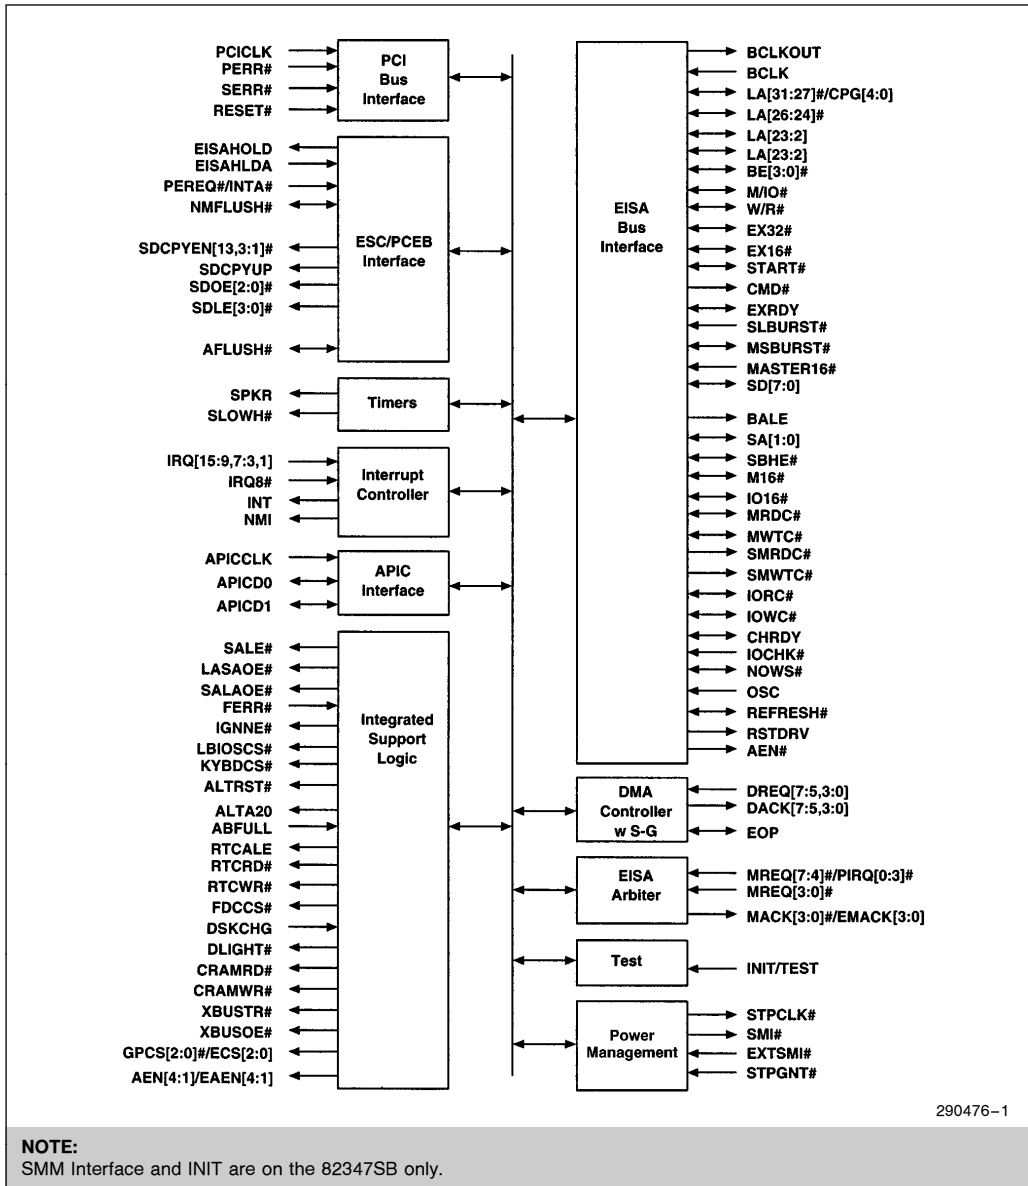 PCICLK
PERR#
SERR#
RESET#
PCI
Bus
Interface
EISAHOLD
EISAHLDA
PEREQ#/INTA#
NMFLUSH#
SDCPYEN[13,3:1]#
SDCPYUP
SDOE[2:0]#
SDLE[3:0]#
AFLUSH#
ESC/PCEB
Interface
SPKR
SLOWH#
Timers
IRQ[15:9,7:3,1]
IRQ8#
INT
NMI
Interrupt
Controller
APICCLK
APICD0
APICD1
APIC
Interface
SALE#
LASAOE#
SALAOE#
FERR#
IGNNE#
LBIOSCS#
KYBDCS#
ALTRST#
ALTA20
ABFULL
RTCALE
RTCRD#
RTCWR#
FDCCS#
DSKCHG
DLIGHT#
CRAMRD#
CRAMWR#
XBUSTR#
XBUSOE#
GPCS[2:0]#/ECS[2:0]
AEN[4:1]/EAEN[4:1]
Integrated
Support
Logic
EISA
Bus
Interface
BCLKOUT
BCLK
LA[31:27]#/CPG[4:0]
LA[26:24]#
LA[23:2]
LA[23:2]
BE[3:0]#
M/IO#
W/R#
EX32#
EX16#
START#
CMD#
EXRDY
SLBURST#
MSBURST#
MASTER16#
SD[7:0]
BALE
SA[1:0]
SBHE#
M16#
IO16#
MRDC#
MWTC#
SMRDC#
SMWTC#
IORC#
IOWC#
CHRDY
IOCHK#
NOWS#
OSC
REFRESH#
RSTDRV
AEN#
DMA
Controller
w S-G
DREQ[7:5,3:0]
DACK[7:5,3:0]
EOP
EISA
Arbiter
MREQ[7:4]#/PIRQ[0:3]#
MREQ[3:0]#
MACK[3:0]#/EMACK[3:0]
Test
INIT/TEST
Power
Management
STPCLK#
SMI#
EXTSMI#
STPGNT#
290476–1
NOTE:
SMM Interface and INIT are on the 82347SB only.